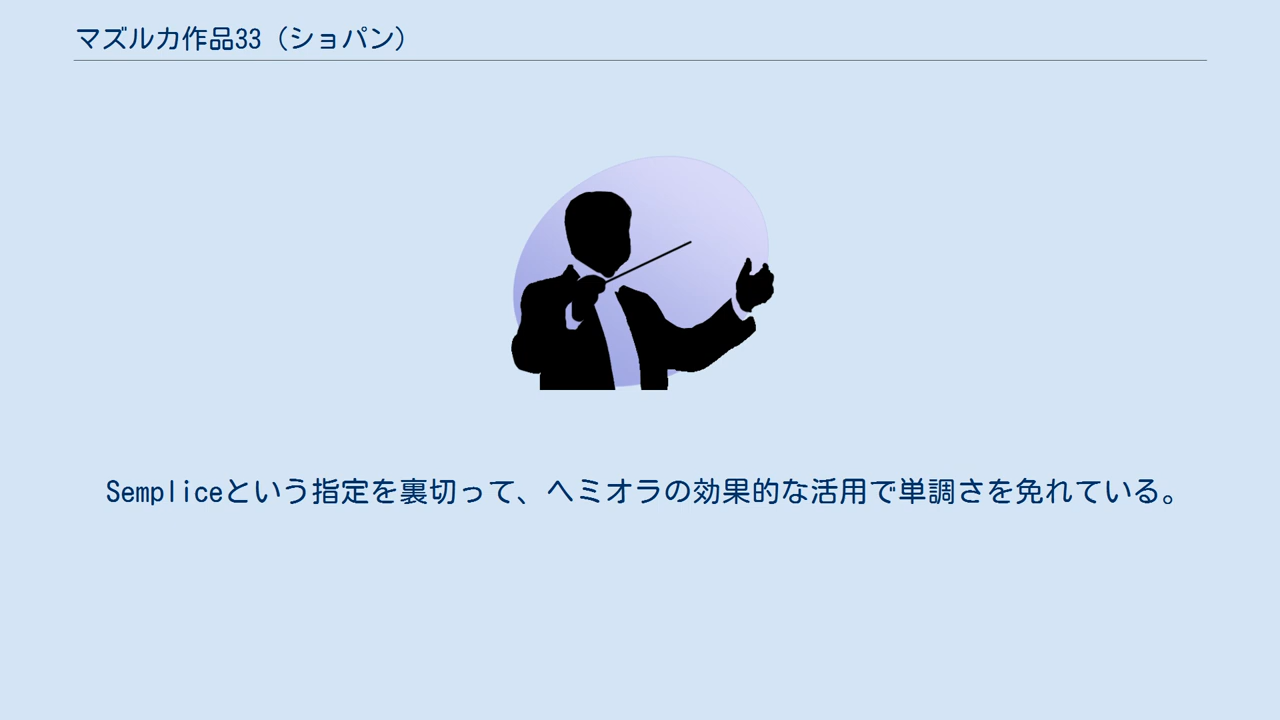 マズルカ作品33（ショパン）
Sempliceという指定を裏切って、ヘミオラの効果的な活用で単調さを免れている。